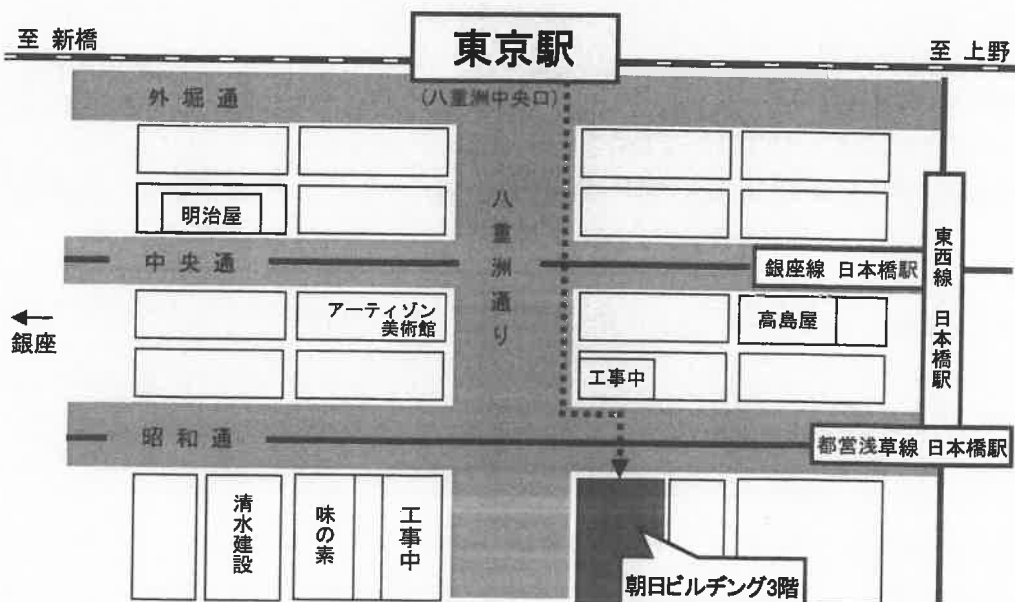 至 新橋
東京駅
至 上野
外堀通
(八重洲中央口)
明治屋
八重洲通り
中央通
銀座線 日本橋駅
東西線 日本橋駅
銀座
アーティゾン
美術館
高島屋
工事中
昭和通
都営浅草線 日本橋駅
清水建設
味の素
工事中
朝日ビルヂング3階